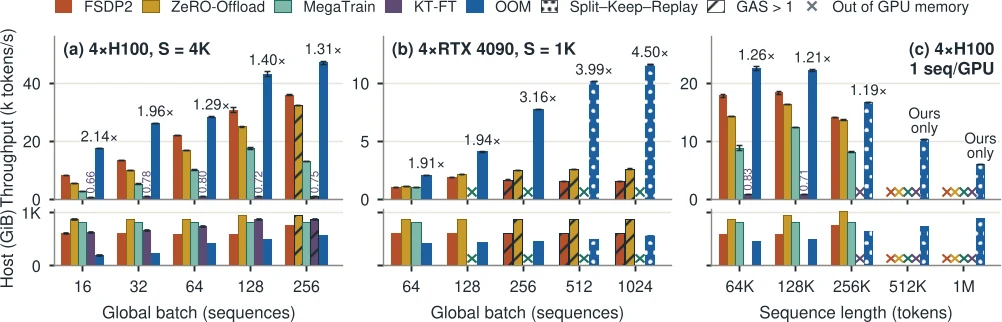 FSDP2 ZeRO-Offload MegaTrain KT-FT OOM Split–Keep–Replay GAS > 1 Out of GPU memory
Throughput (k tokens/s)
Host (GiB)
(a) 4×H100, S = 4K
40
20
0
2.14×
1.96×
1.29×
1.40×
1.31×
0.66
0.78
0.80
0.72
0.75
1K
0
16 32 64 128 256
Global batch (sequences)
(b) 4×RTX 4090, S = 1K
10
5
0
1.91×
1.94×
3.16×
3.99×
4.50×
64 128 256 512 1024
Global batch (sequences)
(c) 4×H100
1 seq/GPU
20
10
0
1.26×
1.21×
1.19×
Ours
only
Ours
only
0.83
0.71
64K 128K 256K 512K 1M
Sequence length (tokens)